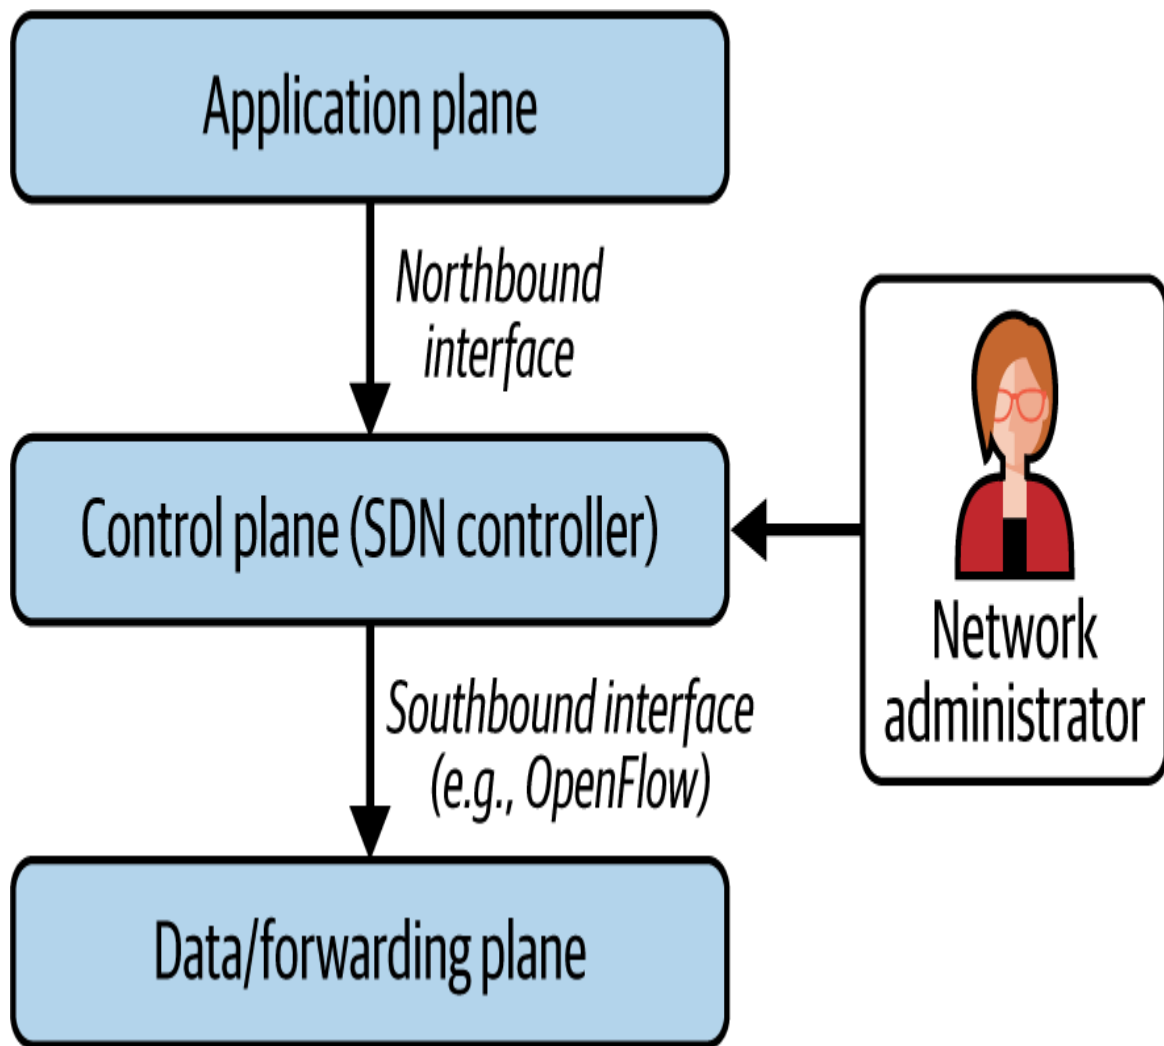 Application plane
Northbound
interface
Control plane (SDN controller)
Network
administrator
Southbound interface
(e.g., OpenFlow)
Data/forwarding plane